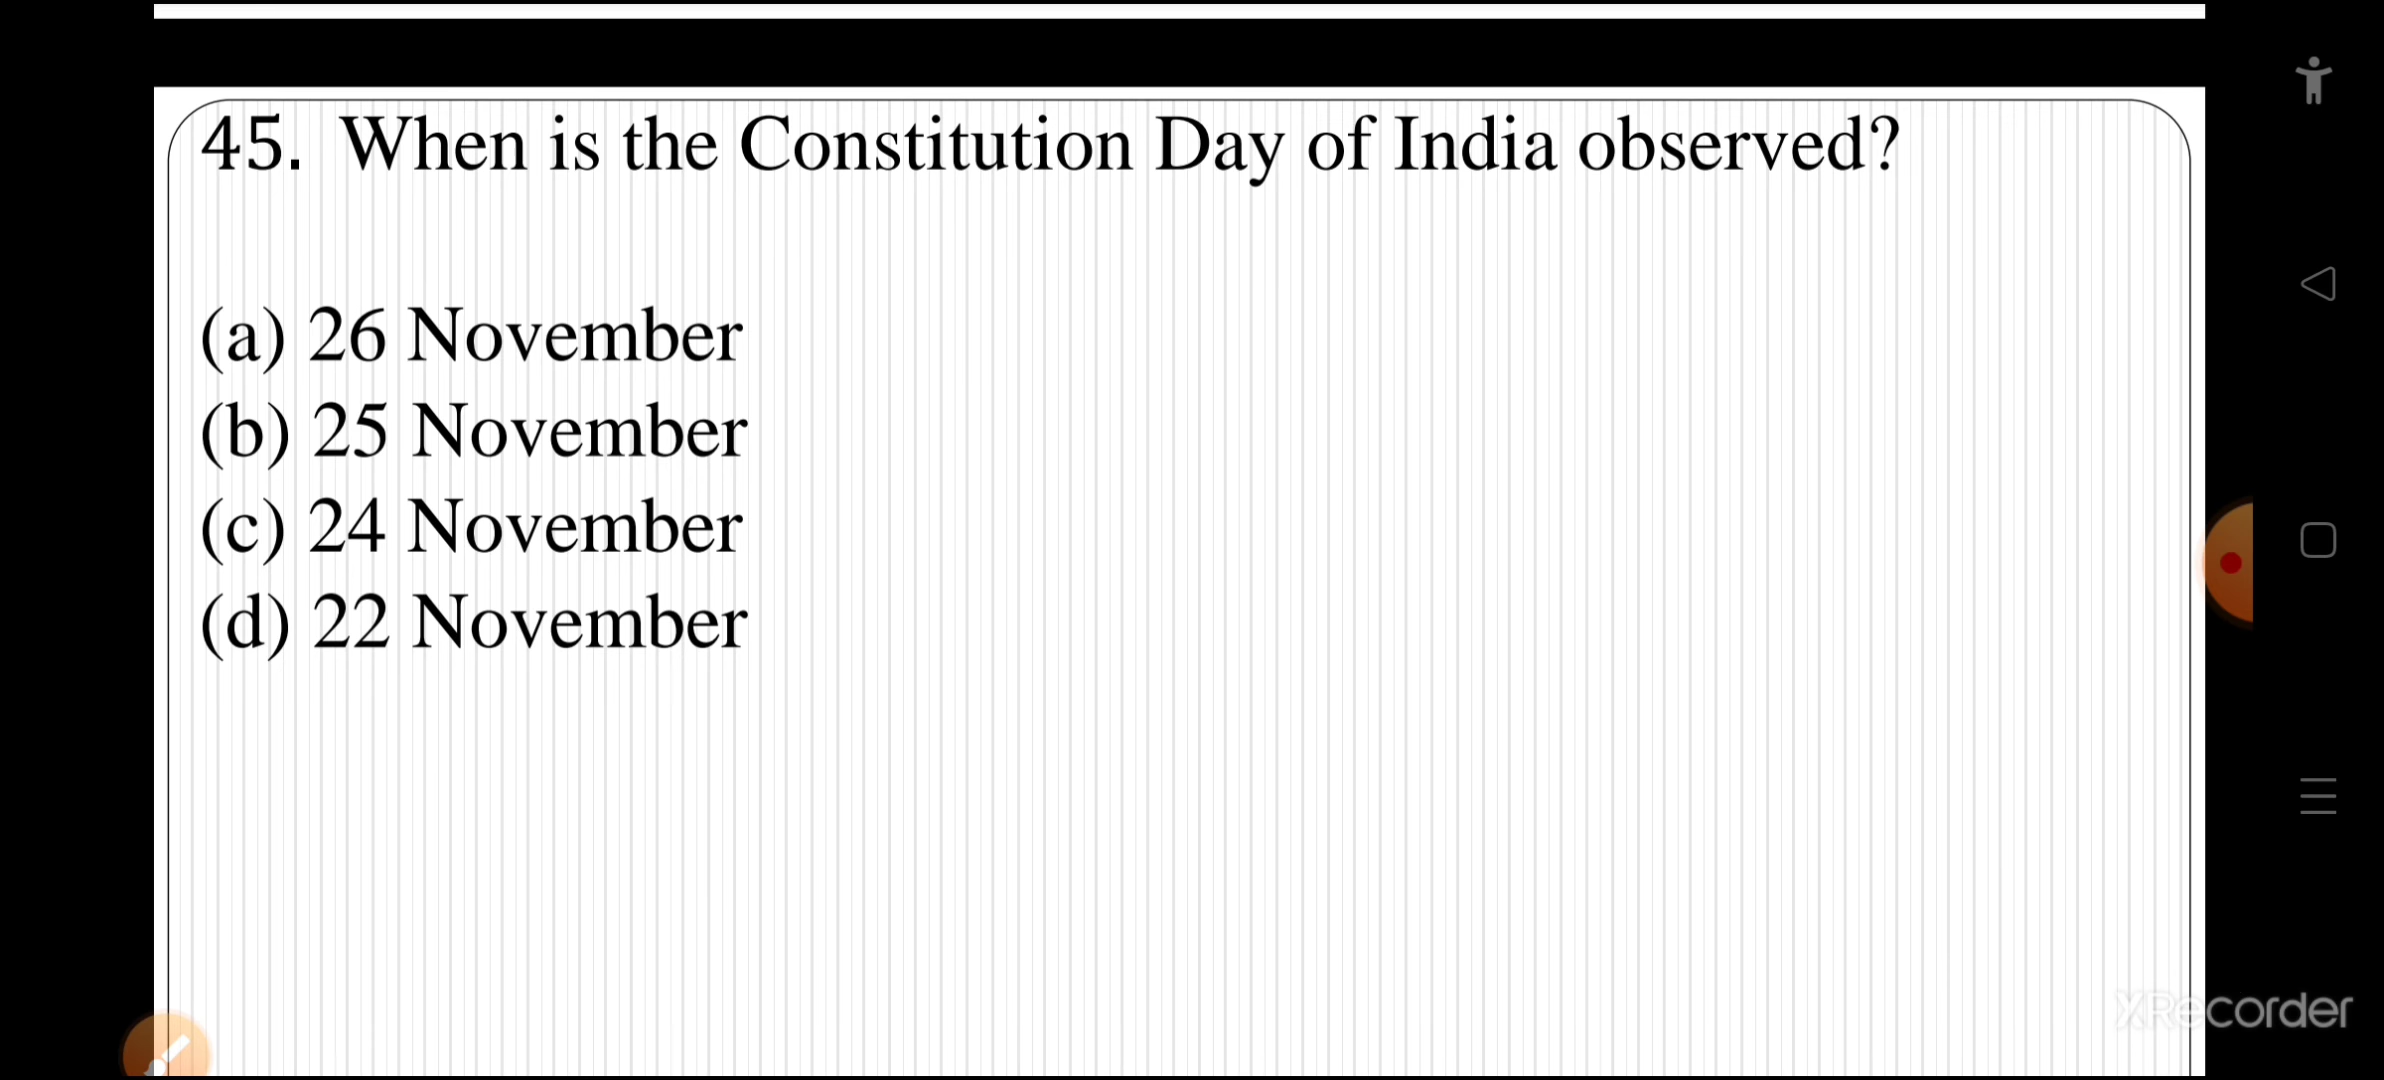 45. When is the Constitution Day of India observed?
(a) 26 November
(b) 25 November
(c) 24 November
(d) 22 November
XRecorder